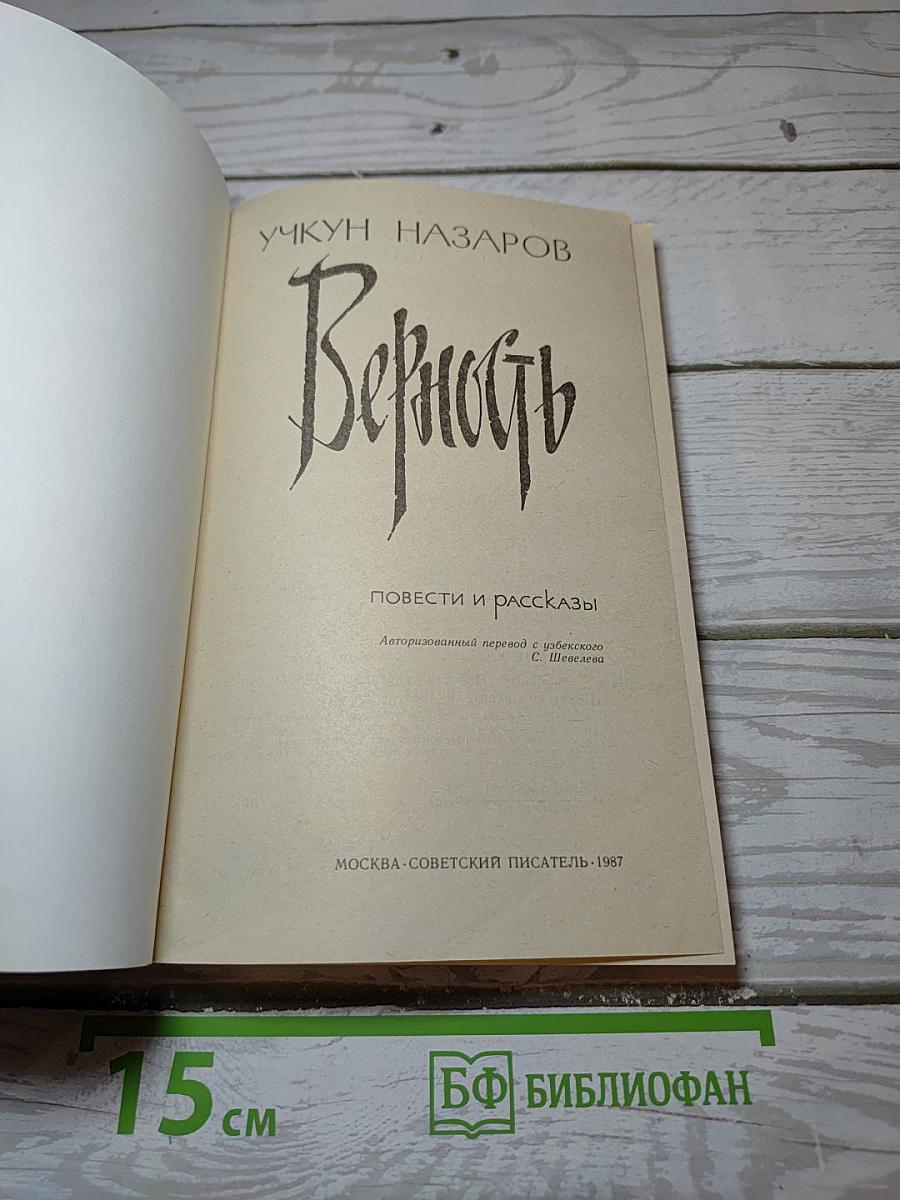 УЧКУН НАЗАРОВ
Верность
ПОВЕСТИ И РАССКАЗЫ
Авторизованный перевод с узбекского
С. Шевелева
МОСКВА·СОВЕТСКИЙ ПИСАТЕЛЬ·1987
15 см
БФ БИБЛИОФАН